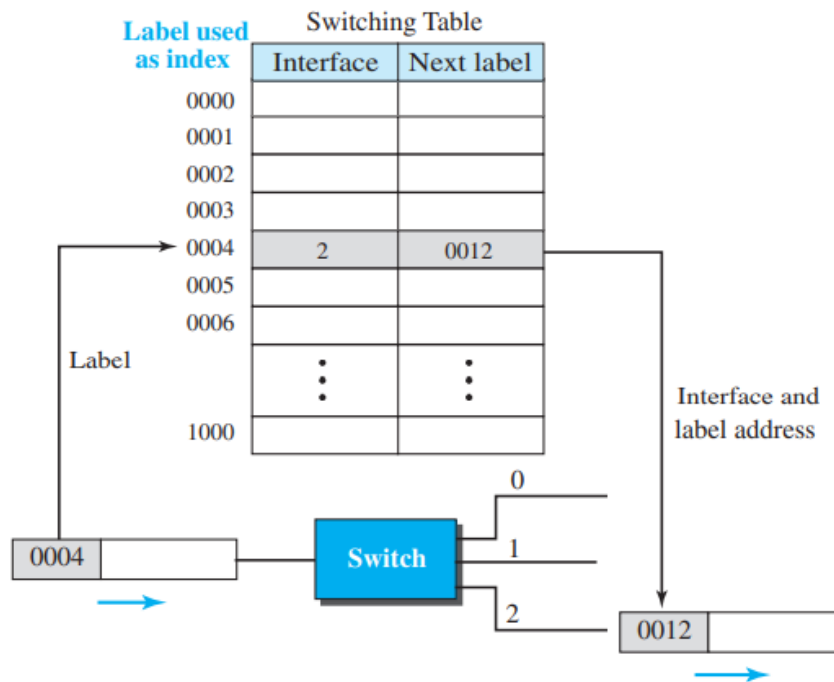 Switching Table
Label used
as index
Interface Next label
0000
0001
0002
0003
0004 2 0012
0005
0006
Label
1000
Interface and
label address
0
0004
Switch
1
2
0012